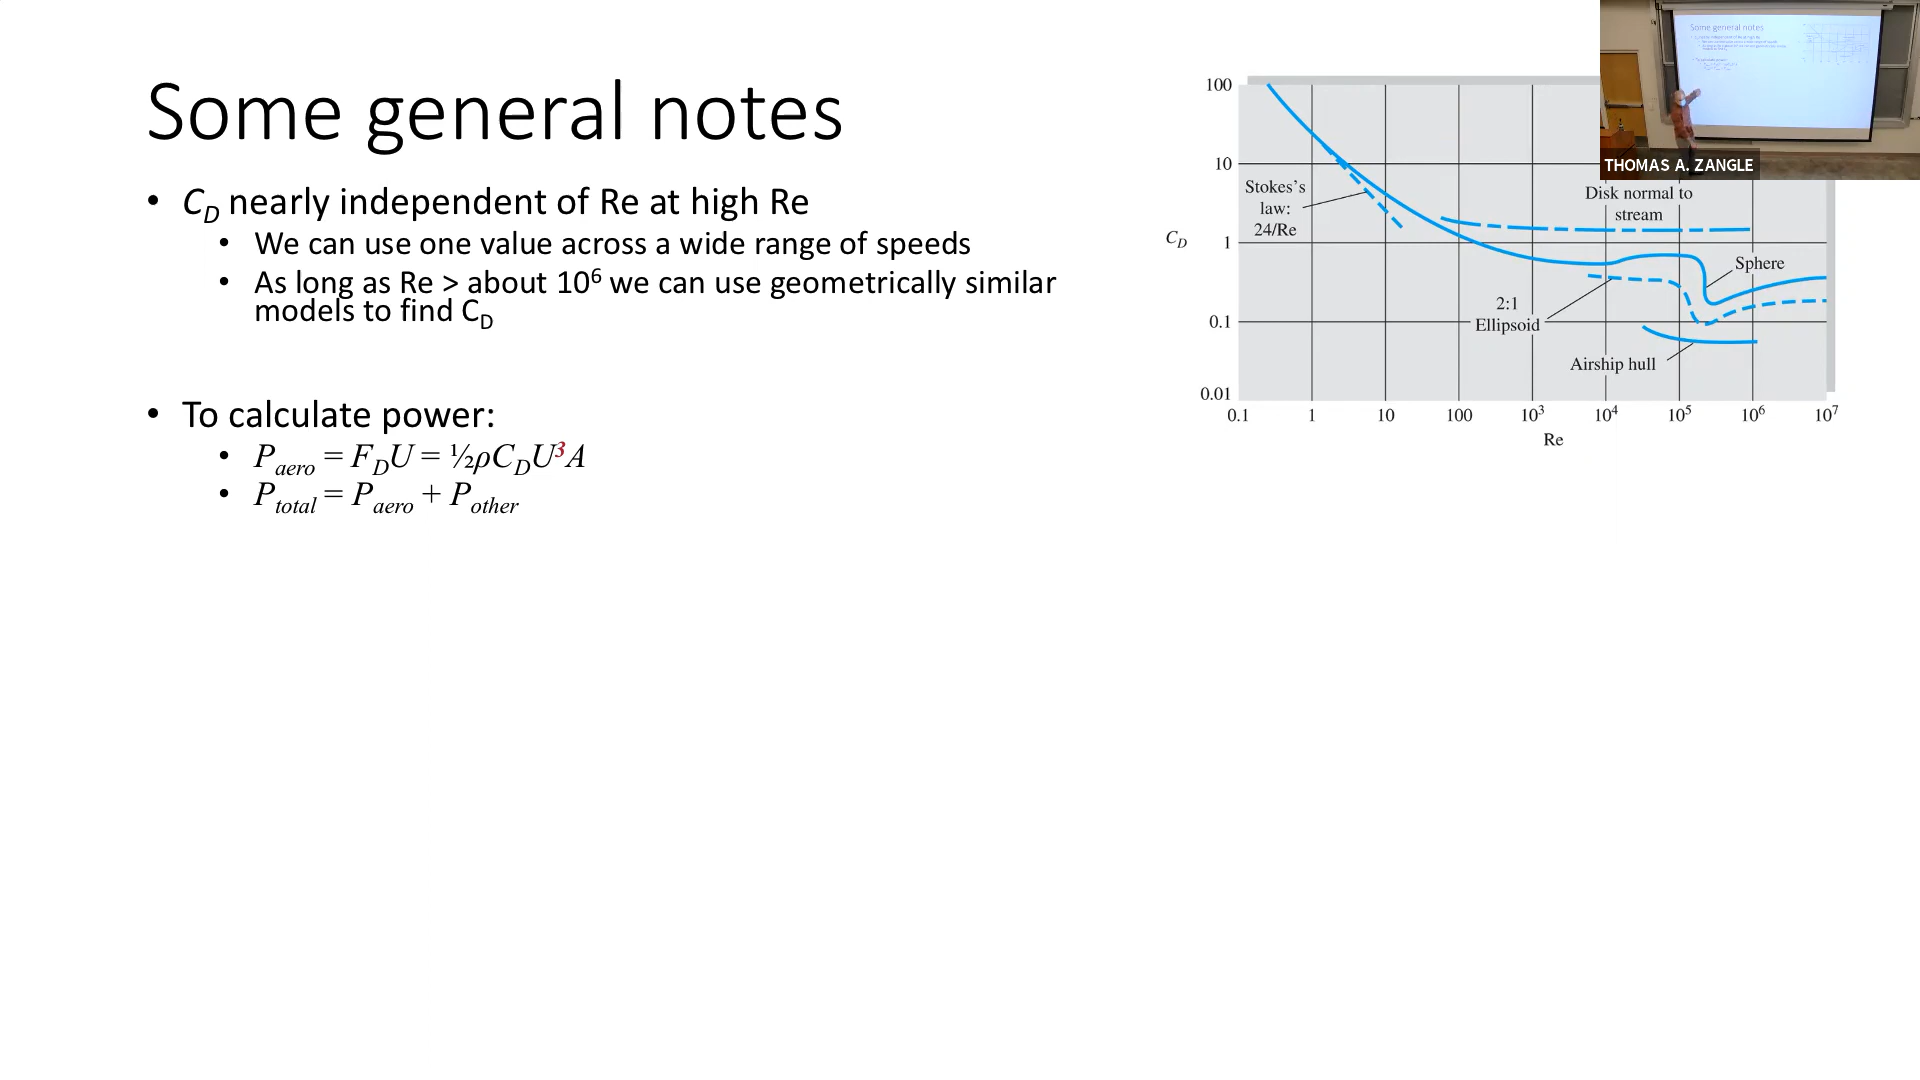 Some general notes
• C_D nearly independent of Re at high Re
• We can use one value across a wide range of speeds
• As long as Re > about 10⁶ we can use geometrically similar
models to find C_D
• To calculate power:
• P_aero = F_D U = ½ρC_D U³A
• P_total = P_aero + P_other
100
10
1
0.1
0.01
C_D
Stokes's
law:
24/Re
Disk normal to
stream
Sphere
2:1
Ellipsoid
Airship hull
0.1 1 10 100 10³ 10⁴ 10⁵ 10⁶ 10⁷
Re
Some general notes
THOMAS A. ZANGLE